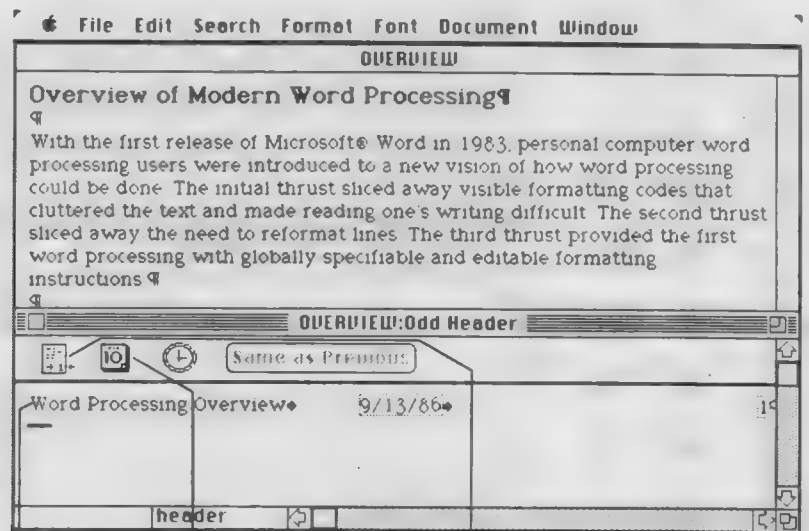 File Edit Search Format Font Document Window
OVERVIEW
Overview of Modern Word Processing¶
¶
With the first release of Microsoft® Word in 1983, personal computer word
processing users were introduced to a new vision of how word processing
could be done. The initial thrust sliced away visible formatting codes that
cluttered the text and made reading one's writing difficult. The second thrust
sliced away the need to reformat lines. The third thrust provided the first
word processing with globally specifiable and editable formatting
instructions.¶
¶
OVERVIEW:Odd Header
10 Same as Previous
Word Processing Overview 9/13/86 1
header